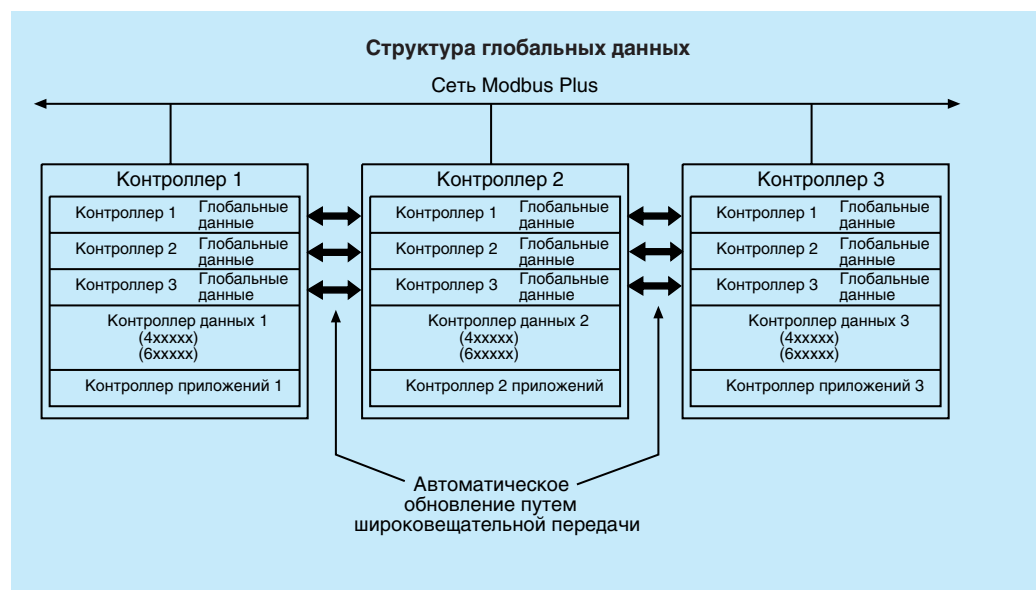 Структура глобальных данных
Сеть Modbus Plus
Контроллер 1
Контроллер 1 Глобальные
данные
Контроллер 2 Глобальные
данные
Контроллер 3 Глобальные
данные
Контроллер данных 1
(4xxxxx)
(6xxxxx)
Контроллер приложений 1
Контроллер 2
Контроллер 1 Глобальные
данные
Контроллер 2 Глобальные
данные
Контроллер 3 Глобальные
данные
Контроллер данных 2
(4xxxxx)
(6xxxxx)
Контроллер 2 приложений
Контроллер 3
Контроллер 1 Глобальные
данные
Контроллер 2 Глобальные
данные
Контроллер 3 Глобальные
данные
Контроллер данных 3
(4xxxxx)
(6xxxxx)
Контроллер приложений 3
Автоматическое
обновление путем
широковещательной передачи